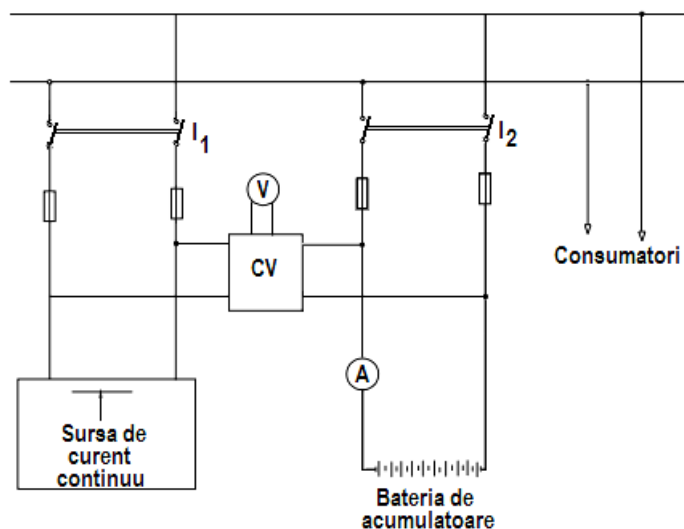 I1
I2
V
CV
Consumatori
A
Sursa de
curent
continuu
Bateria de
acumulatoare